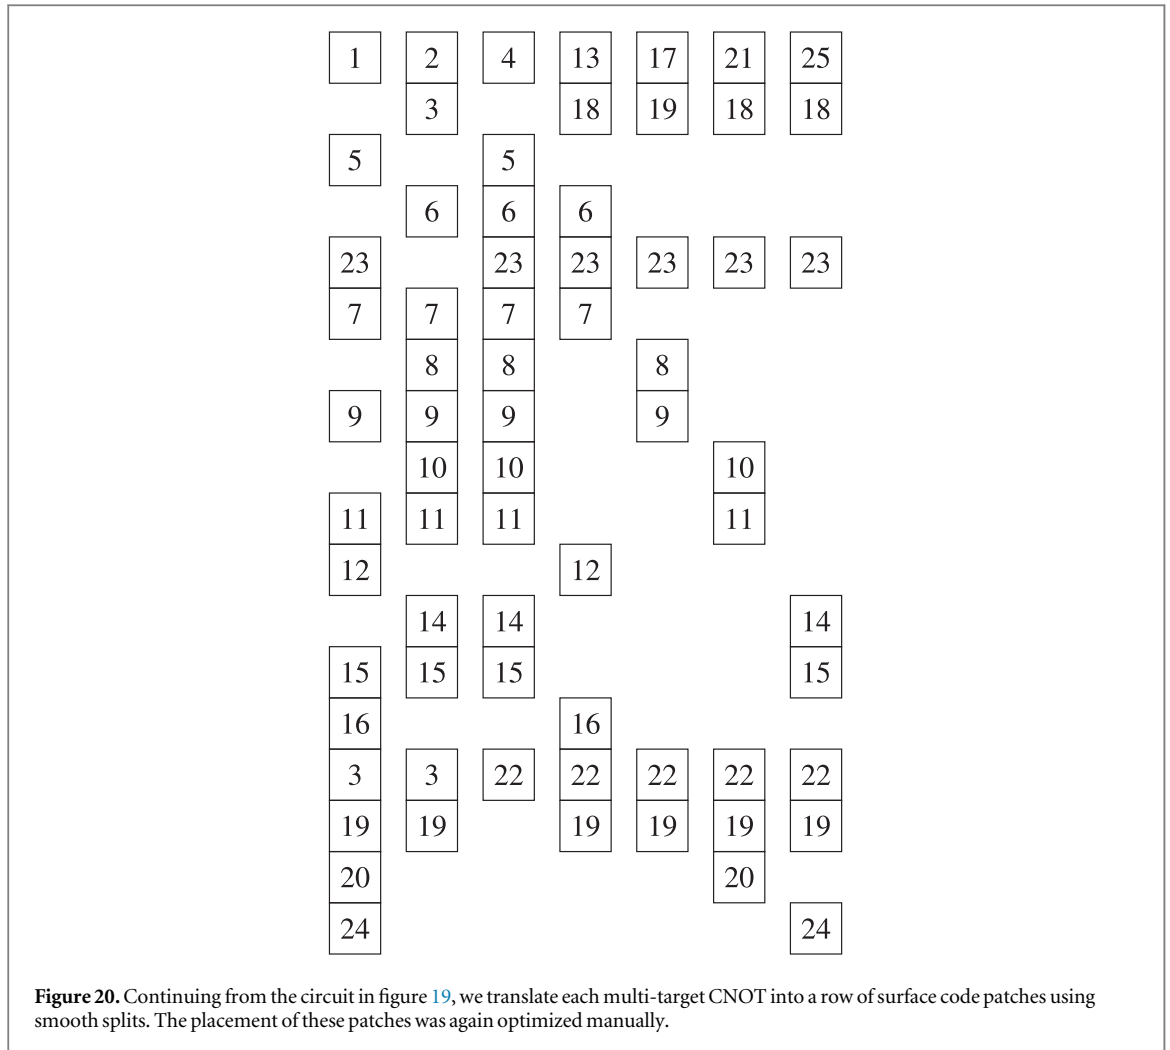 1 2 4 13 17 21 25
3 18 19 18 18
5 5
6 6 6
23 23 23 23 23 23
7 7 7 7
8 8 8
9 9 9 9
10 10 10
11 11 11 11
12 12
14 14 14
15 15 15 15
16 16
3 3 22 22 22 22 22
19 19 19 19 19 19
20 20
24 24
Figure 20. Continuing from the circuit in figure 19, we translate each multi-target CNOT into a row of surface code patches using
smooth splits. The placement of these patches was again optimized manually.